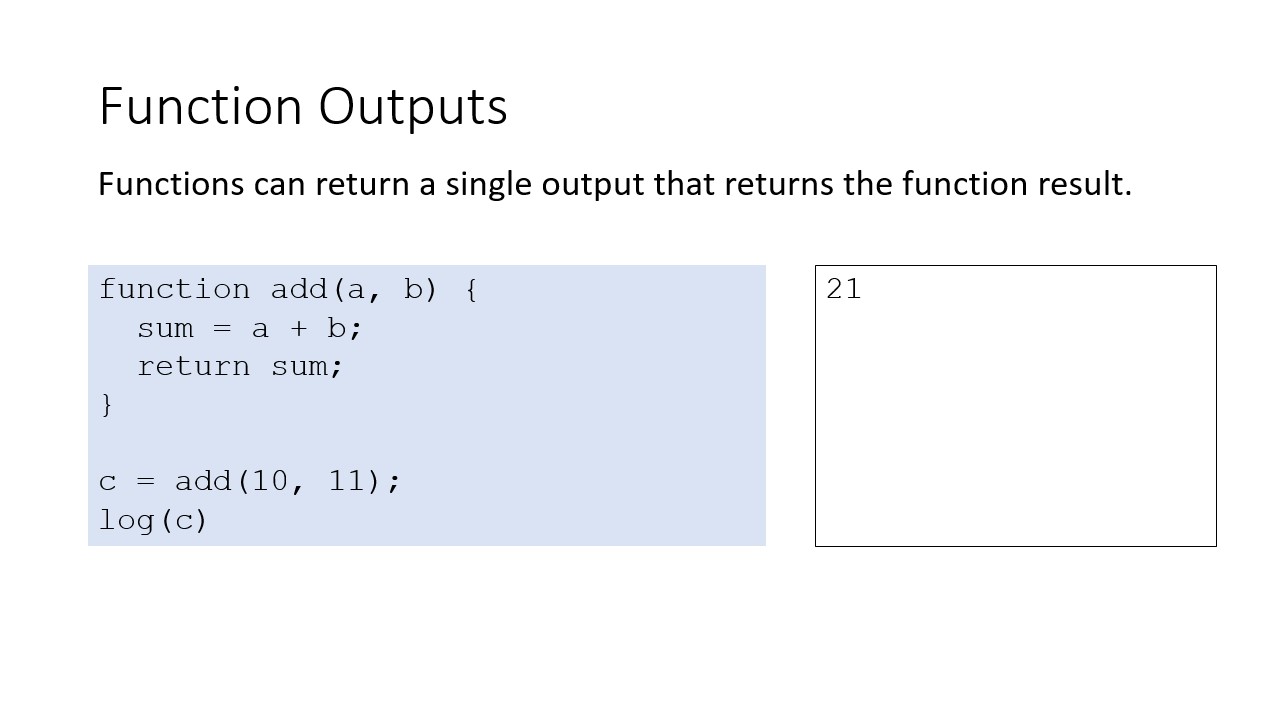 Function Outputs
Functions can return a single output that returns the function result.
function add(a, b) {
  sum = a + b;
  return sum;
}
c = add(10, 11);
log(c)
21